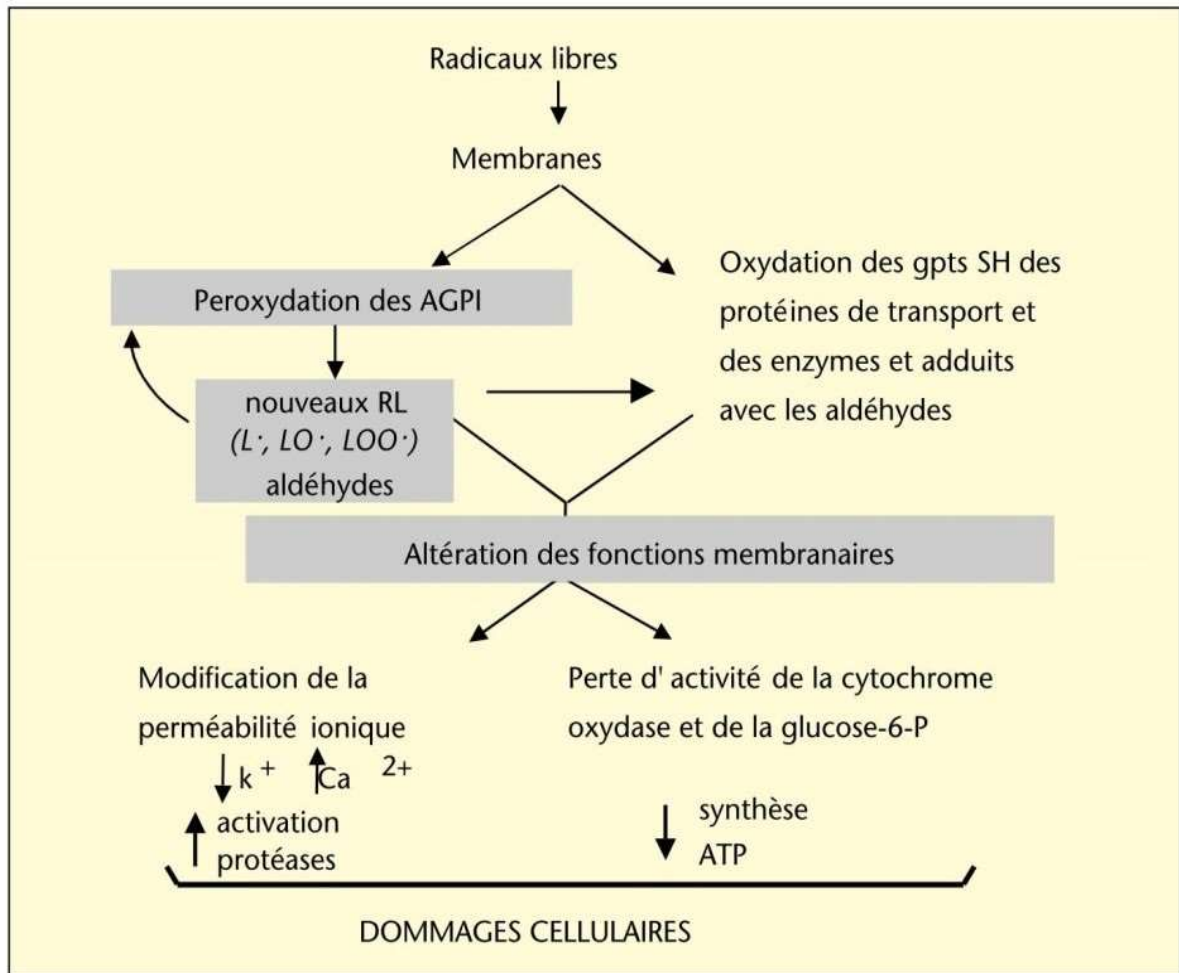 Radicaux libres
Membranes
Peroxydation des AGPI
Oxydation des gpts SH des
protéines de transport et
des enzymes et adduits
avec les aldéhydes
nouveaux RL
(L·, LO·, LOO·)
aldéhydes
Altération des fonctions membranaires
Modification de la
perméabilité ionique
k+ Ca 2+
activation
protéases
Perte d' activité de la cytochrome
oxydase et de la glucose-6-P
synthèse
ATP
DOMMAGES CELLULAIRES